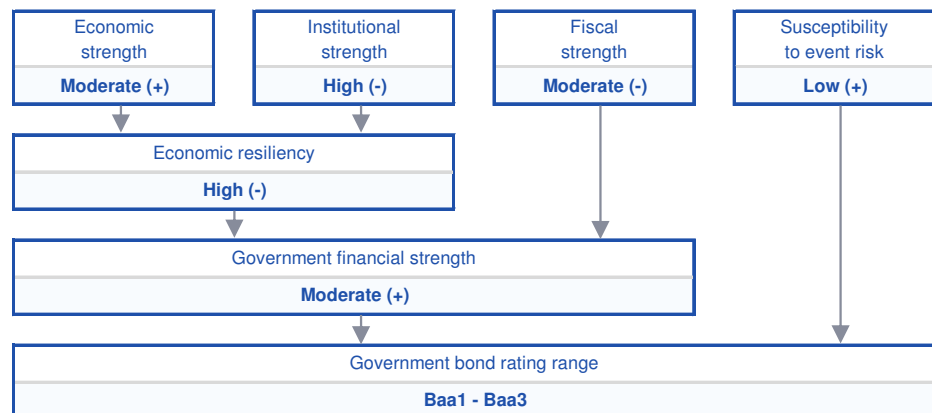 Economic
strength
Moderate (+)
Institutional
strength
High (-)
Fiscal
strength
Moderate (-)
Susceptibility
to event risk
Low (+)
Economic resiliency
High (-)
Government financial strength
Moderate (+)
Government bond rating range
Baa1 - Baa3